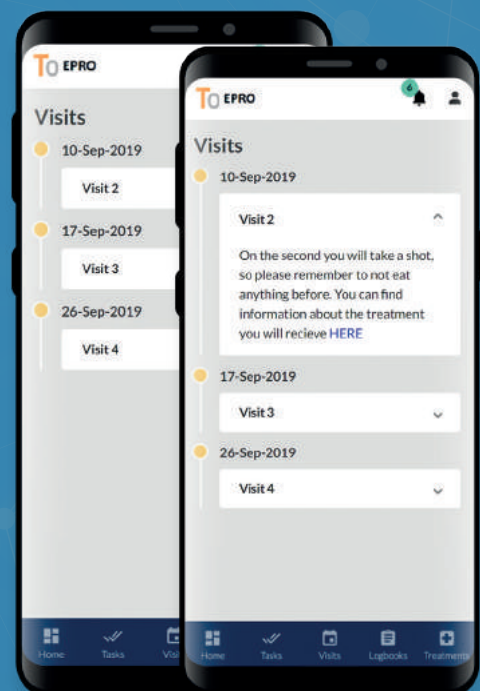 TO EPRO
Visits
10-Sep-2019
Visit 2
17-Sep-2019
Visit 3
26-Sep-2019
Visit 4
Home Tasks
TO EPRO
6
Visits
10-Sep-2019
Visit 2
On the second you will take a shot,
so please remember to not eat
anything before. You can find
information about the treatment
you will recieve HERE
17-Sep-2019
Visit 3
26-Sep-2019
Visit 4
Home Tasks Visits Logbooks Treatments